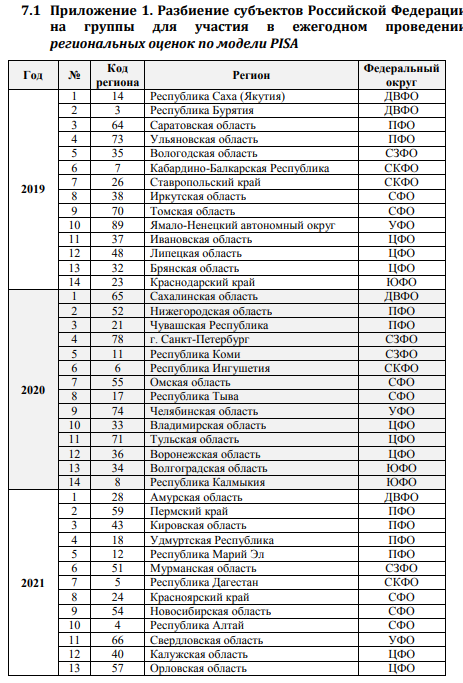 7.1 Приложение 1. Разбиение субъектов Российской Федераци
на группы для участия в ежегодном проведени
региональных оценок по модели PISA
Год № Код региона Регион Федеральный округ
2019
1 14 Республика Саха (Якутия) ДВФО
2 3 Республика Бурятия ДВФО
3 64 Саратовская область ПФО
4 73 Ульяновская область ПФО
5 35 Вологодская область СЗФО
6 7 Кабардино-Балкарская Республика СКФО
7 26 Ставропольский край СКФО
8 38 Иркутская область СФО
9 70 Томская область СФО
10 89 Ямало-Ненецкий автономный округ УФО
11 37 Ивановская область ЦФО
12 48 Липецкая область ЦФО
13 32 Брянская область ЦФО
14 23 Краснодарский край ЮФО
2020
1 65 Сахалинская область ДВФО
2 52 Нижегородская область ПФО
3 21 Чувашская Республика ПФО
4 78 г. Санкт-Петербург СЗФО
5 11 Республика Коми СЗФО
6 6 Республика Ингушетия СКФО
7 55 Омская область СФО
8 17 Республика Тыва СФО
9 74 Челябинская область УФО
10 33 Владимирская область ЦФО
11 71 Тульская область ЦФО
12 36 Воронежская область ЦФО
13 34 Волгоградская область ЮФО
14 8 Республика Калмыкия ЮФО
2021
1 28 Амурская область ДВФО
2 59 Пермский край ПФО
3 43 Кировская область ПФО
4 18 Удмуртская Республика ПФО
5 12 Республика Марий Эл ПФО
6 51 Мурманская область СЗФО
7 5 Республика Дагестан СКФО
8 24 Красноярский край СФО
9 54 Новосибирская область СФО
10 4 Республика Алтай СФО
11 66 Свердловская область УФО
12 40 Калужская область ЦФО
13 57 Орловская область ЦФО